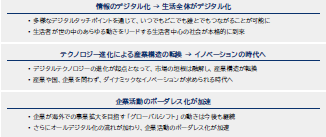 情報のデジタル化 → 生活全体がデジタル化
• 多様なデジタルタッチポイントを通じて、いつでもどこでも誰とでもつながることが可能に
• 生活者が世の中のあらゆる動きをリードする生活者主導社会が本格的に到来
テクノロジー進化による産業構造の転換 → イノベーションの時代へ
• デジタルテクノロジーの進化が起点となって、市場の垣根は融解し、産業構造が転換
• 産業や国、企業を問わず、ダイナミックなイノベーションが求められる時代へ
企業活動のボーダレス化が加速
• 企業が海外での事業拡大を目指す「グローバルシフト」の動きは今後も継続
• さらにオールデジタル化の流れが加わり、企業活動のボーダレス化が加速